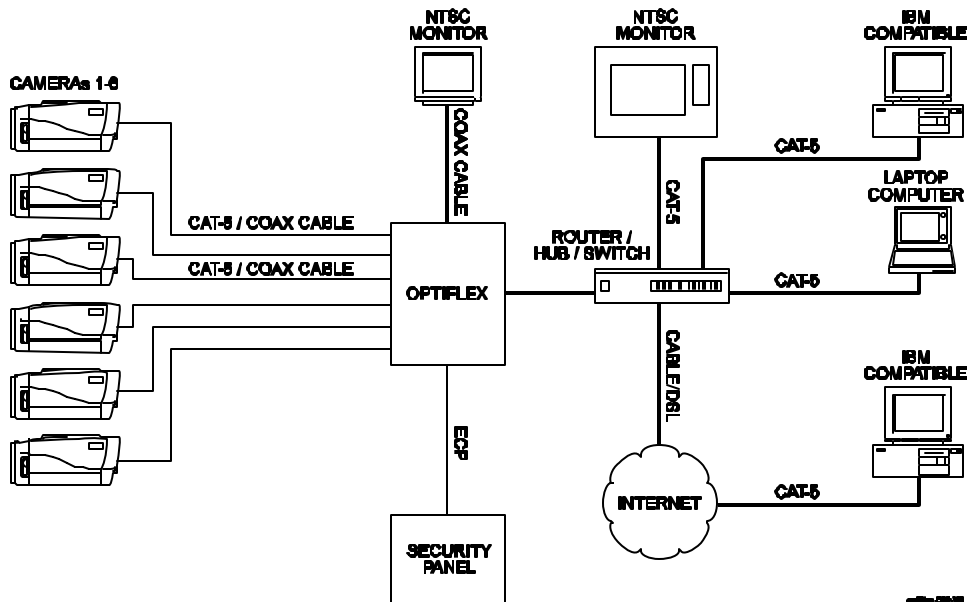 NTSC
MONITOR
NTSC
MONITOR
IBM
COMPATIBLE
CAMERAs 1-6
COAX CABLE
CAT-5
CAT-5
LAPTOP
COMPUTER
CAT-5 / COAX CABLE
ROUTER /
HUB / SWITCH
CAT-5 / COAX CABLE
OPTIFLEX
CAT-5
CABLE/DSL
IBM
COMPATIBLE
ECP
INTERNET
CAT-5
SECURITY
PANEL